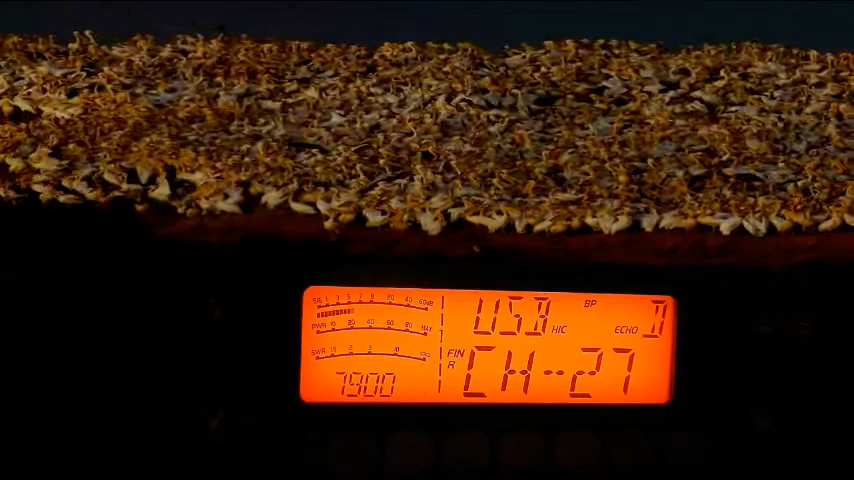 SIG 1 3 5 7 9 20 40 60dB
PWR 10 20 40 60 80 MAX
SWR 1.5 2 3 10 ∞
7900
USB HIC BP ECHO D
FIN R CH-27